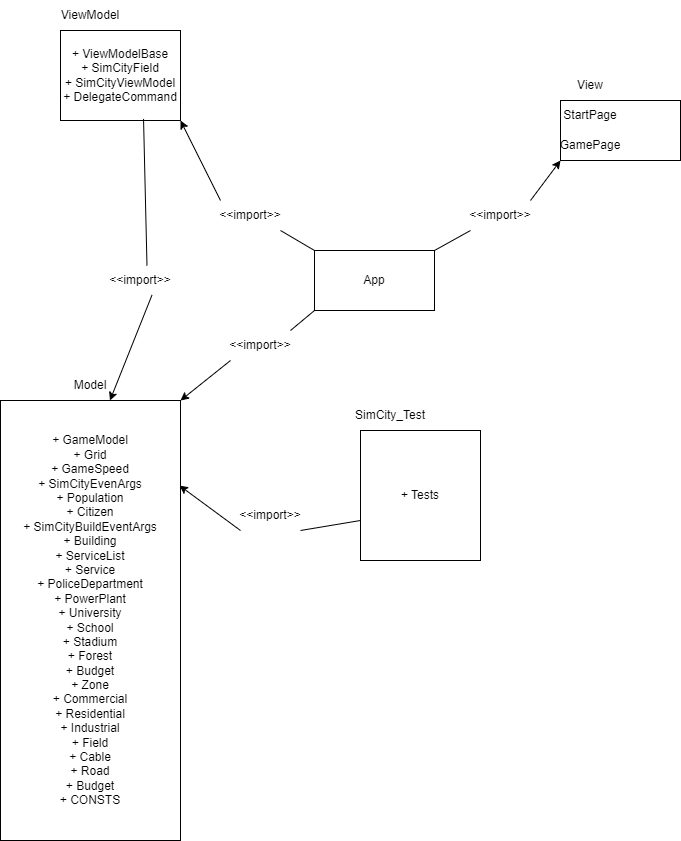 ViewModel
+ ViewModelBase
+ SimCityField
+ SimCityViewModel
+ DelegateCommand
View
StartPage
GamePage
<<import>>
<<import>>
<<import>>
App
<<import>>
Model
+ GameModel
+ Grid
+ GameSpeed
+ SimCityEvenArgs
+ Population
+ Citizen
+ SimCityBuildEventArgs
+ Building
+ ServiceList
+ Service
+ PoliceDepartment
+ PowerPlant
+ University
+ School
+ Stadium
+ Forest
+ Budget
+ Zone
+ Commercial
+ Residential
+ Industrial
+ Field
+ Cable
+ Road
+ Budget
+ CONSTS
SimCity_Test
+ Tests
<<import>>